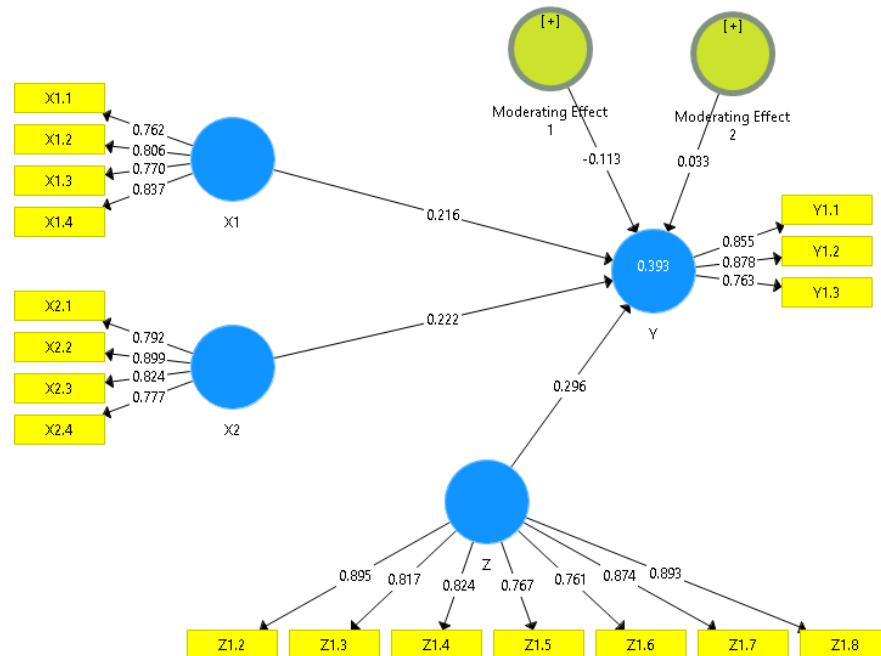 [+]
[+]
Moderating Effect
1
Moderating Effect
2
X1.1
X1.2
X1.3
X1.4
0.762
0.806
0.770
0.837
X1
-0.113
0.033
0.216
Y1.1
Y1.2
Y1.3
0.855
0.878
0.763
0.393
Y
X2.1
X2.2
X2.3
X2.4
0.792
0.899
0.824
0.777
X2
0.222
0.296
Z
0.895
0.817
0.824
0.767
0.761
0.874
0.893
Z1.2
Z1.3
Z1.4
Z1.5
Z1.6
Z1.7
Z1.8